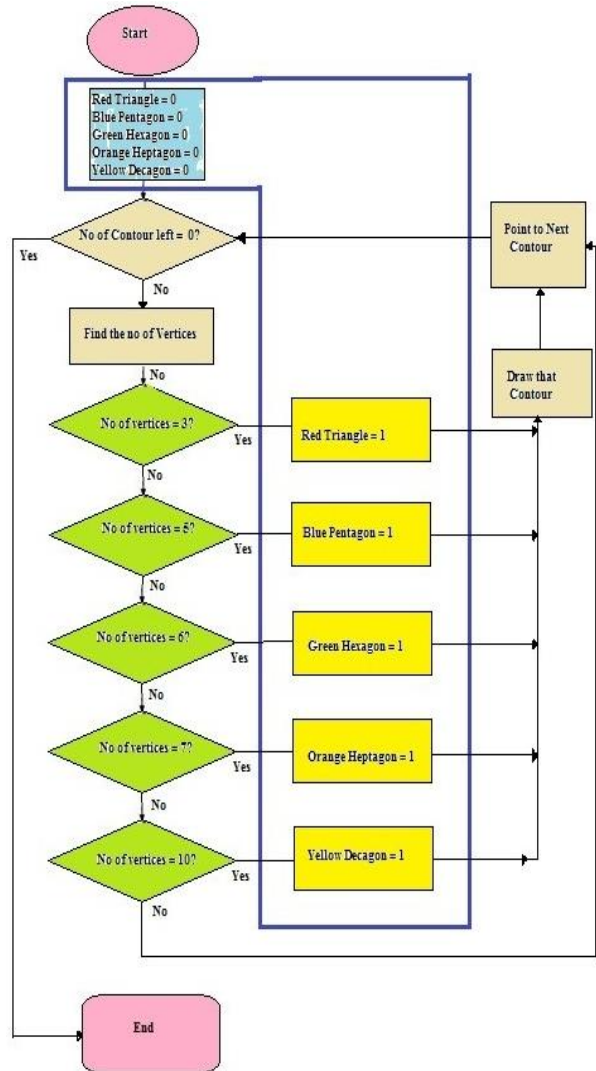 Start
Red Triangle = 0
Blue Pentagon = 0
Green Hexagon = 0
Orange Heptagon = 0
Yellow Decagon = 0
No of Contour left = 0?
Yes
No
Point to Next
Contour
Find the no of Vertices
No
Draw that
Contour
No of vertices = 3?
Yes
Red Triangle = 1
No
No of vertices = 5?
Yes
Blue Pentagon = 1
No
No of vertices = 6?
Yes
Green Hexagon = 1
No
No of vertices = 7?
Yes
Orange Heptagon = 1
No
No of vertices = 10?
Yes
Yellow Decagon = 1
No
End